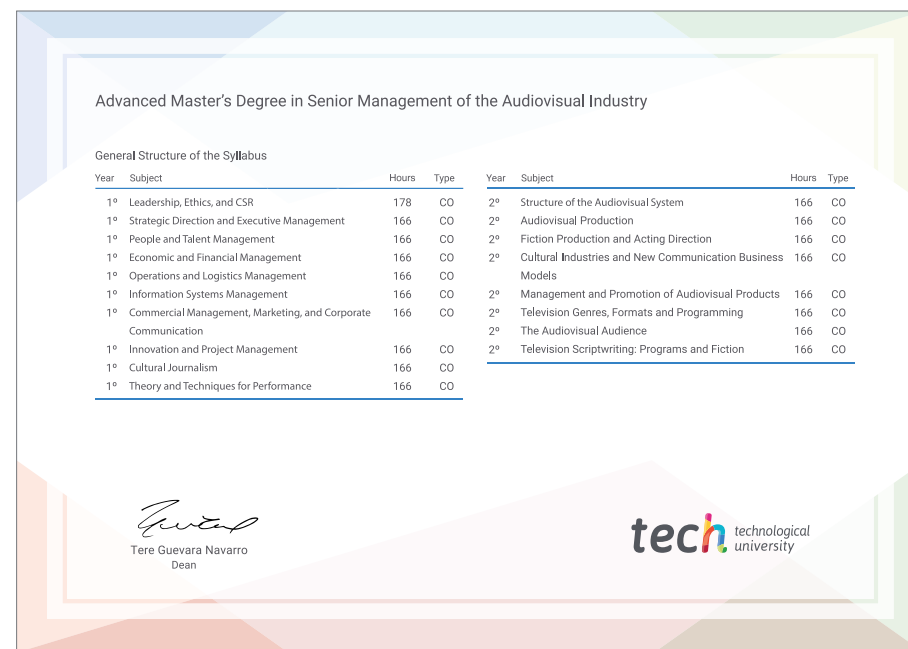 Advanced Master's Degree in Senior Management of the Audiovisual Industry
General Structure of the Syllabus
Year Subject Hours Type
1º Leadership, Ethics, and CSR 178 CO
1º Strategic Direction and Executive Management 166 CO
1º People and Talent Management 166 CO
1º Economic and Financial Management 166 CO
1º Operations and Logistics Management 166 CO
1º Information Systems Management 166 CO
1º Commercial Management, Marketing, and Corporate 166 CO
Communication
1º Innovation and Project Management 166 CO
1º Cultural Journalism 166 CO
1º Theory and Techniques for Performance 166 CO
Year Subject Hours Type
2º Structure of the Audiovisual System 166 CO
2º Audiovisual Production 166 CO
2º Fiction Production and Acting Direction 166 CO
2º Cultural Industries and New Communication Business 166 CO
Models
2º Management and Promotion of Audiovisual Products 166 CO
2º Television Genres, Formats and Programming 166 CO
2º The Audiovisual Audience 166 CO
2º Television Scriptwriting: Programs and Fiction 166 CO
Tere Guevara Navarro
Dean
tech technological
university